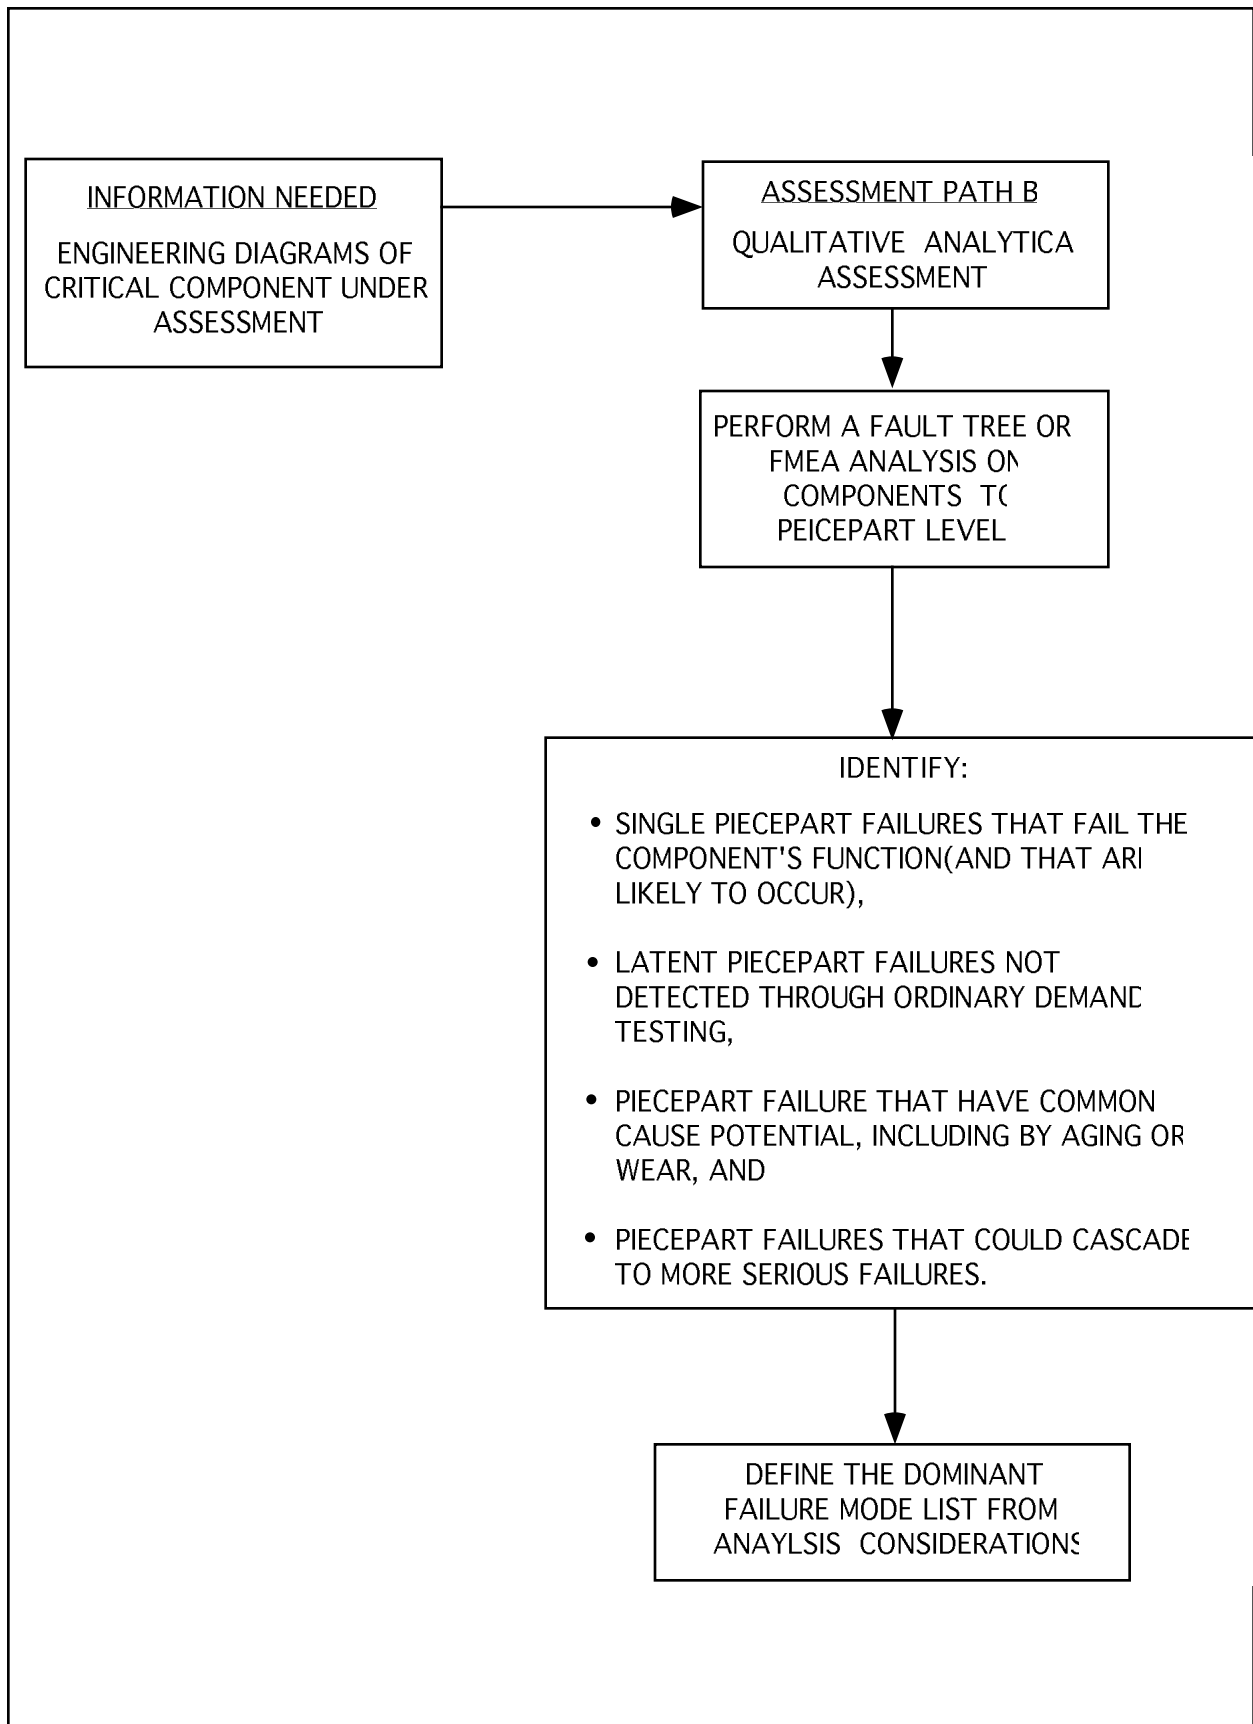 INFORMATION NEEDED
ENGINEERING DIAGRAMS OF
CRITICAL COMPONENT UNDER
ASSESSMENT
ASSESSMENT PATH B
QUALITATIVE ANALYTICA
ASSESSMENT
PERFORM A FAULT TREE OR
FMEA ANALYSIS ON
COMPONENTS TO
PEICEPART LEVEL
IDENTIFY:
• SINGLE PIECEPART FAILURES THAT FAIL THE
COMPONENT'S FUNCTION(AND THAT ARE
LIKELY TO OCCUR),
• LATENT PIECEPART FAILURES NOT
DETECTED THROUGH ORDINARY DEMAND
TESTING,
• PIECEPART FAILURE THAT HAVE COMMON
CAUSE POTENTIAL, INCLUDING BY AGING OR
WEAR, AND
• PIECEPART FAILURES THAT COULD CASCADE
TO MORE SERIOUS FAILURES.
DEFINE THE DOMINANT
FAILURE MODE LIST FROM
ANAYLSIS CONSIDERATIONS